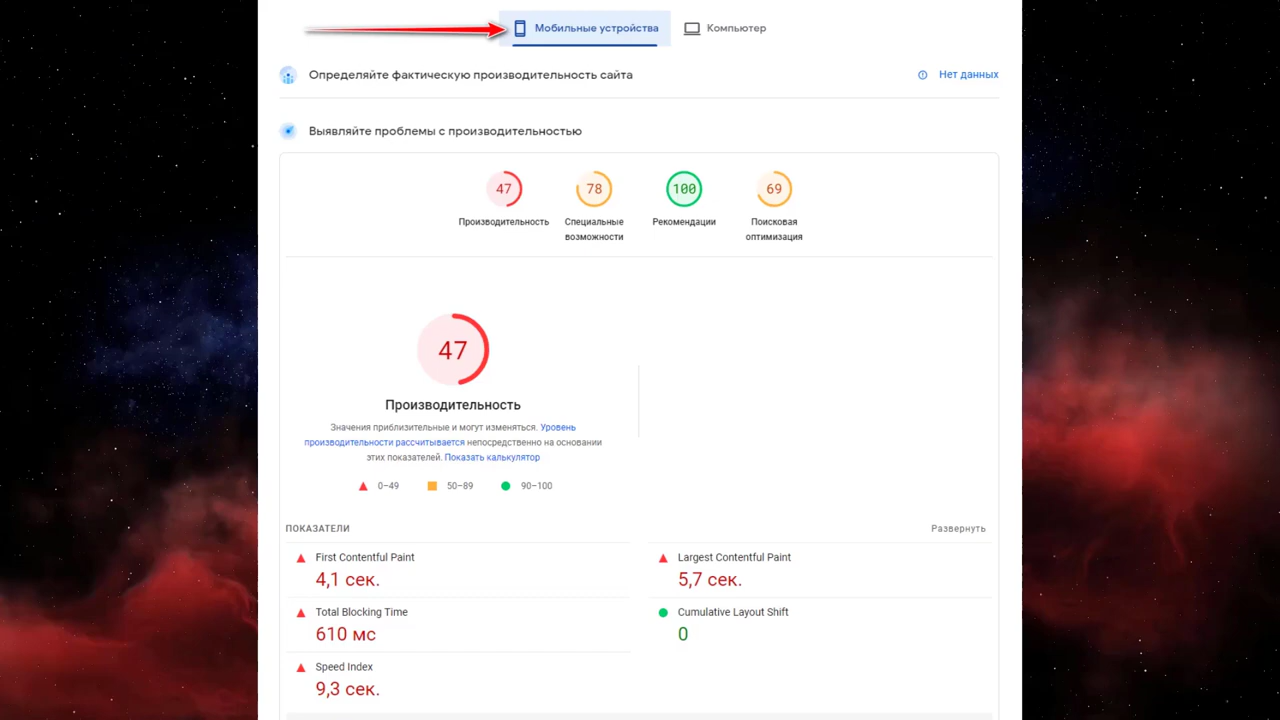 Мобильные устройства
Компьютер
Определяйте фактическую производительность сайта
Нет данных
Выявляйте проблемы с производительностью
47
78
100
69
Производительность
Специальные
возможности
Рекомендации
Поисковая
оптимизация
47
Производительность
Значения приблизительные и могут изменяться. Уровень
производительности рассчитывается непосредственно на основании
этих показателей. Показать калькулятор
0–49
50–89
90–100
ПОКАЗАТЕЛИ
Развернуть
First Contentful Paint
4,1 сек.
Largest Contentful Paint
5,7 сек.
Total Blocking Time
610 мс
Cumulative Layout Shift
0
Speed Index
9,3 сек.